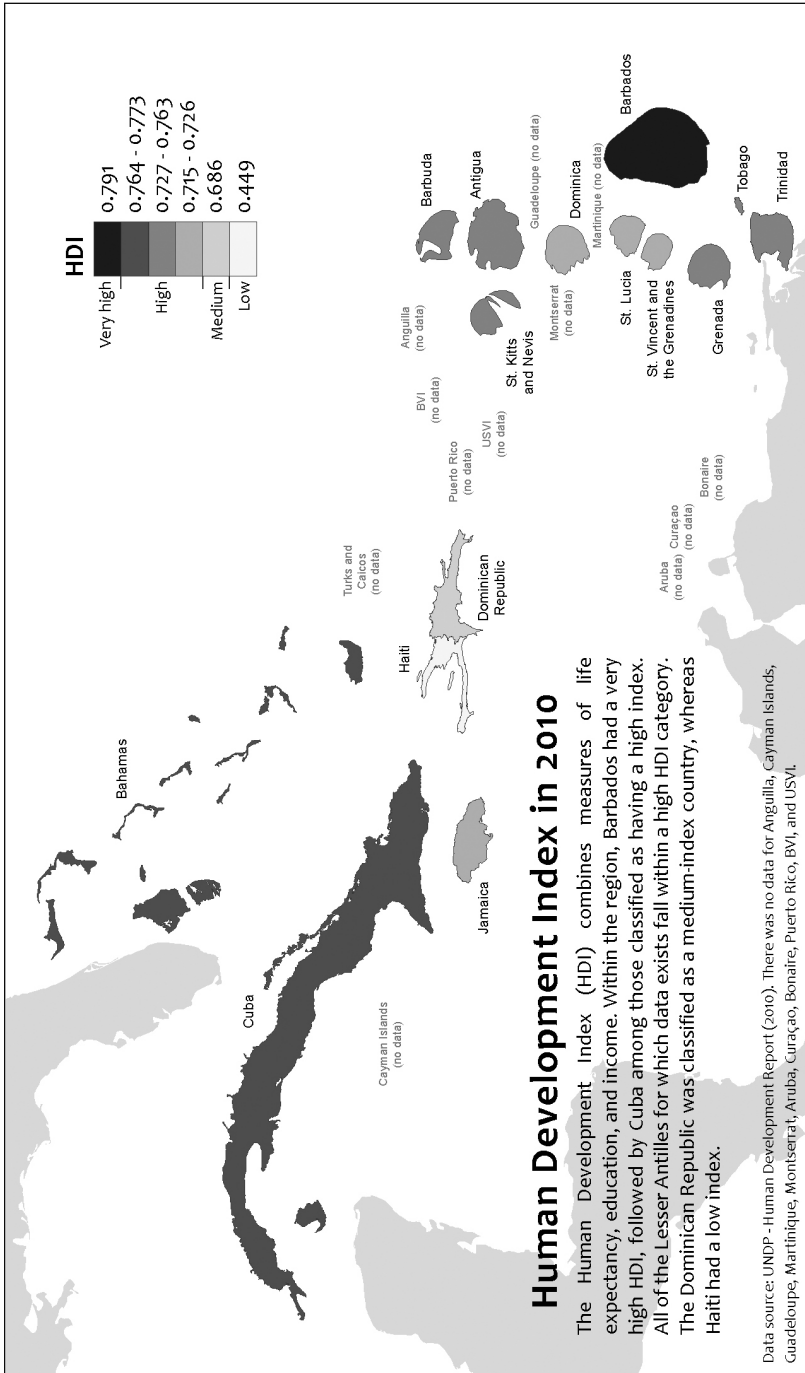 HDI
Very high
High
Medium
Low
0.791
0.764 - 0.773
0.727 - 0.763
0.715 - 0.726
0.686
0.449
Bahamas
Cuba
Cayman Islands
(no data)
Jamaica
Turks and
Caicos
(no data)
Haiti
Dominican
Republic
Puerto Rico
(no data)
BVI
(no data)
USVI
(no data)
Anguilla
(no data)
Barbuda
Antigua
St. Kitts
and Nevis
Guadeloupe (no data)
Montserrat
(no data)
Dominica
Martinique (no data)
St. Lucia
Barbados
St. Vincent and
the Grenadines
Grenada
Tobago
Trinidad
Aruba
(no data)
Curaçao
(no data)
Bonaire
(no data)
Human Development Index in 2010
The Human Development Index (HDI) combines measures of life
expectancy, education, and income. Within the region, Barbados had a very
high HDI, followed by Cuba among those classified as having a high index.
All of the Lesser Antilles for which data exists fall within a high HDI category.
The Dominican Republic was classified as a medium-index country, whereas
Haiti had a low index.
Data source: UNDP - Human Development Report (2010). There was no data for Anguilla, Cayman Islands,
Guadeloupe, Martinique, Montserrat, Aruba, Curaçao, Bonaire, Puerto Rico, BVI, and USVI.